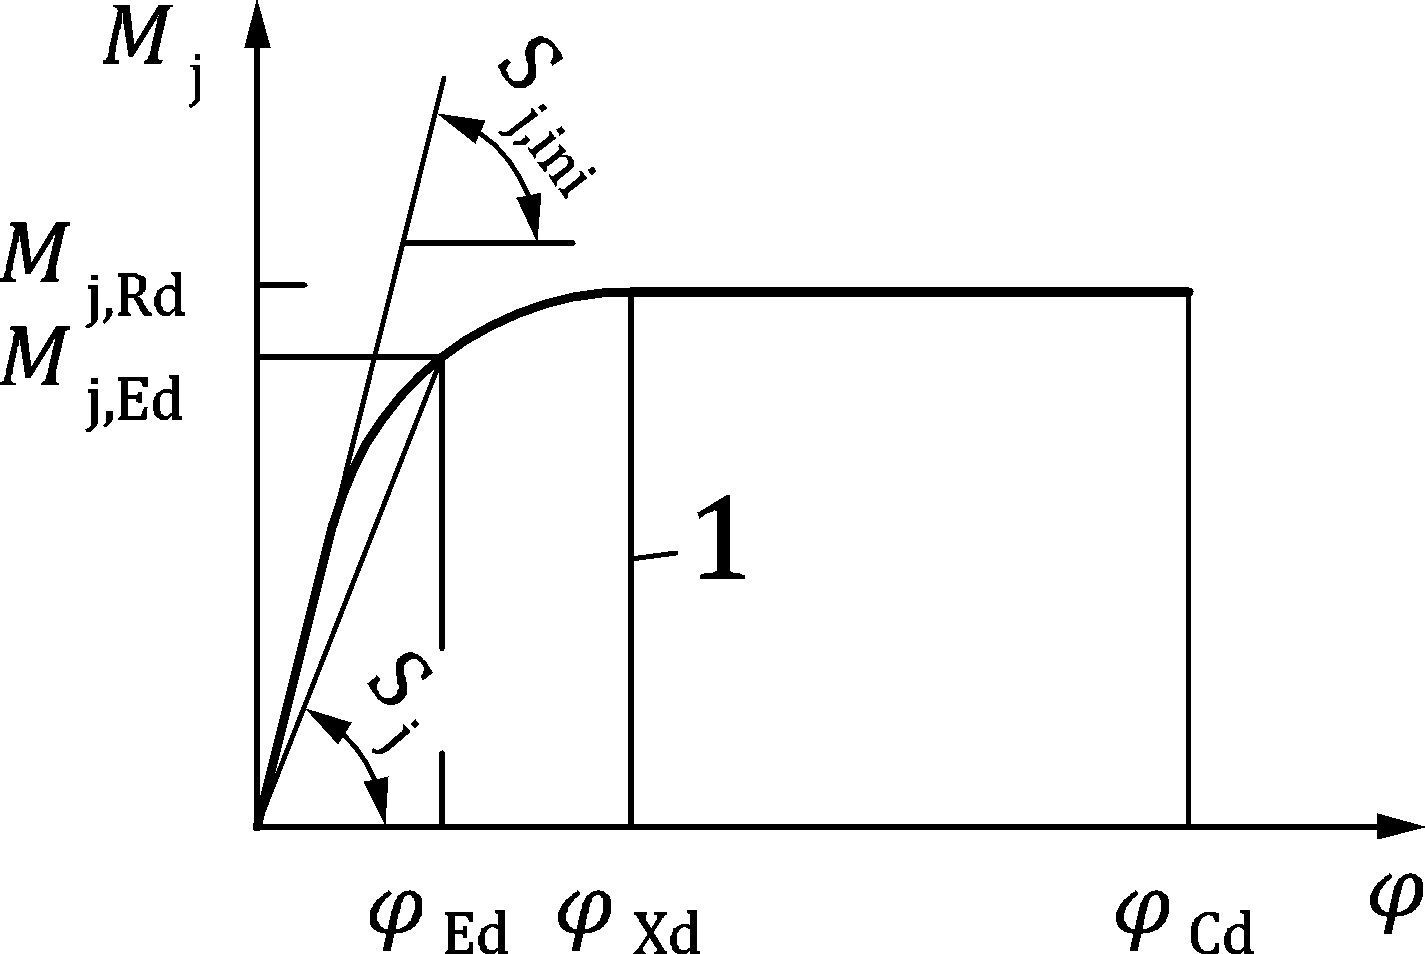 M j
S j,ini
M j,Rd
M j,Ed
1
S j
φ Ed φ Xd φ Cd φ